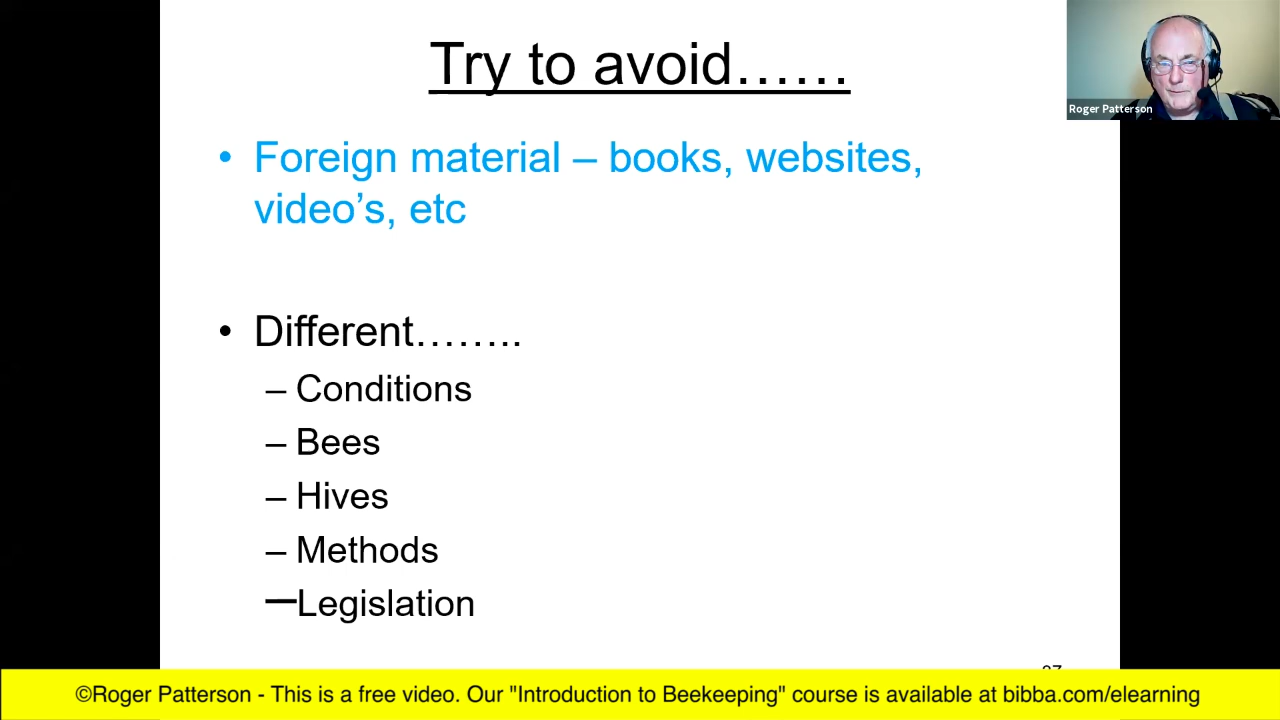 Try to avoid……
• Foreign material – books, websites,
video's, etc
• Different……..
– Conditions
– Bees
– Hives
– Methods
– Legislation
Roger Patterson
©Roger Patterson - This is a free video. Our "Introduction to Beekeeping" course is available at bibba.com/elearning